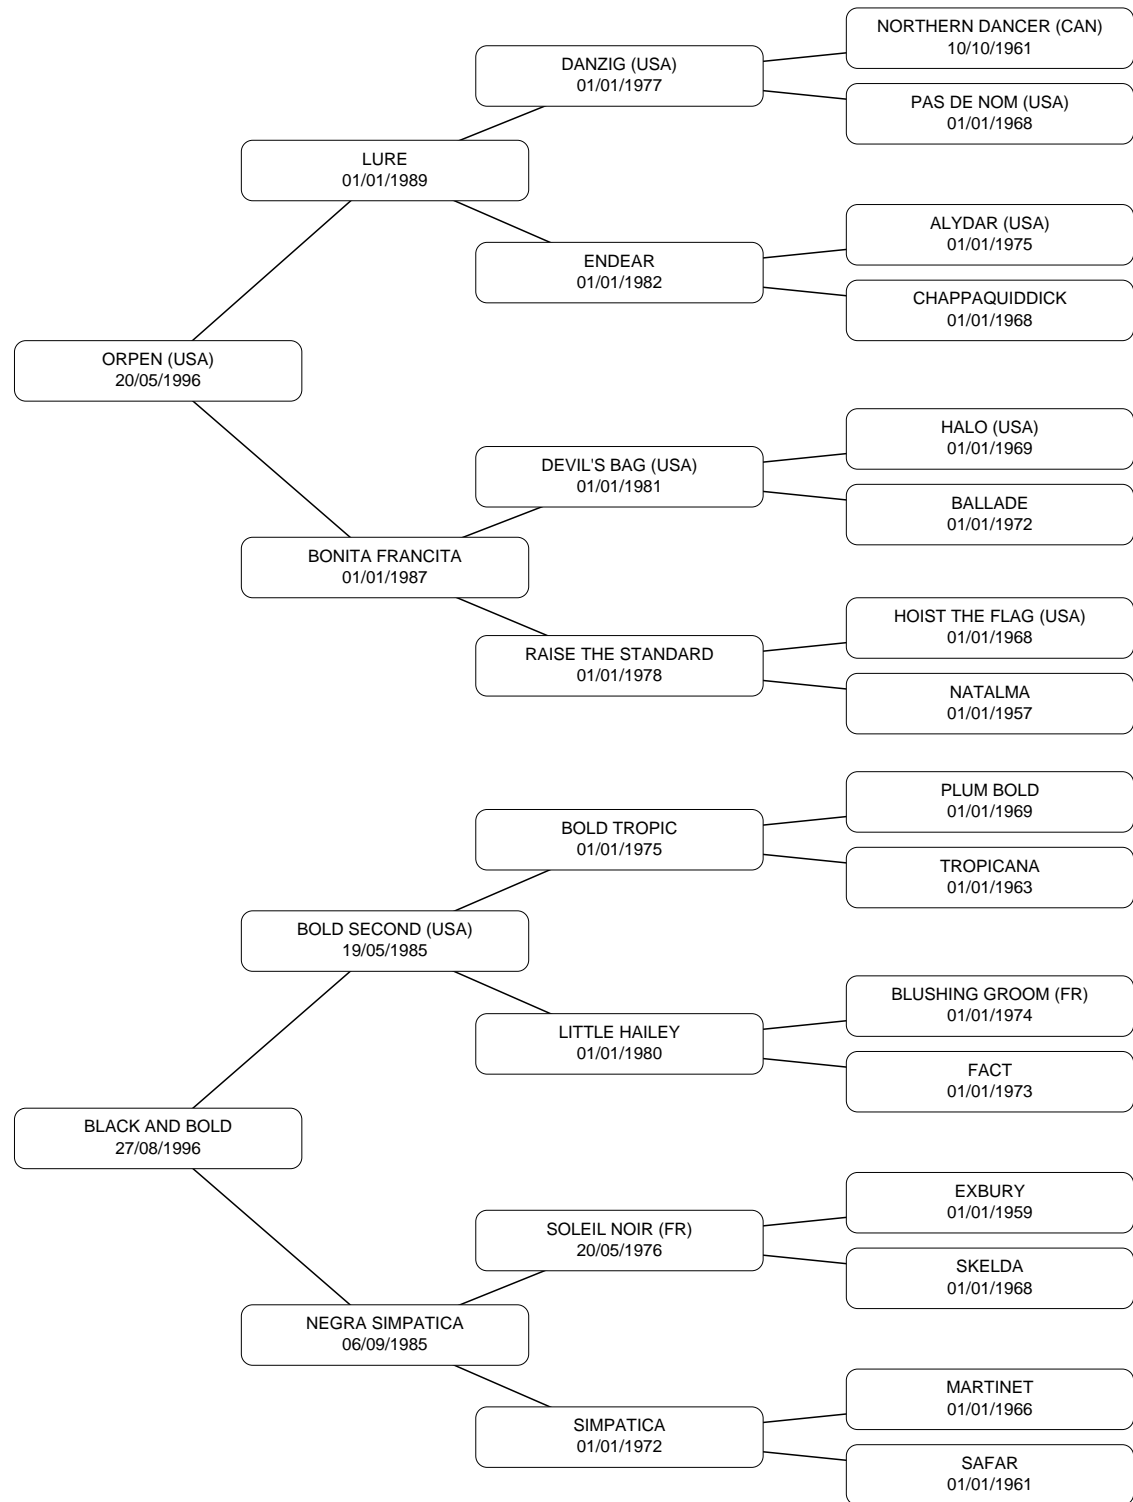 NORTHERN DANCER (CAN)
10/10/1961
DANZIG (USA)
01/01/1977
PAS DE NOM (USA)
01/01/1968
LURE
01/01/1989
ALYDAR (USA)
01/01/1975
ENDEAR
01/01/1982
CHAPPAQUIDDICK
01/01/1968
ORPEN (USA)
20/05/1996
HALO (USA)
01/01/1969
DEVIL'S BAG (USA)
01/01/1981
BALLADE
01/01/1972
BONITA FRANCITA
01/01/1987
HOIST THE FLAG (USA)
01/01/1968
RAISE THE STANDARD
01/01/1978
NATALMA
01/01/1957
PLUM BOLD
01/01/1969
BOLD TROPIC
01/01/1975
TROPICANA
01/01/1963
BOLD SECOND (USA)
19/05/1985
BLUSHING GROOM (FR)
01/01/1974
LITTLE HAILEY
01/01/1980
FACT
01/01/1973
BLACK AND BOLD
27/08/1996
EXBURY
01/01/1959
SOLEIL NOIR (FR)
20/05/1976
SKELDA
01/01/1968
NEGRA SIMPATICA
06/09/1985
MARTINET
01/01/1966
SIMPATICA
01/01/1972
SAFAR
01/01/1961